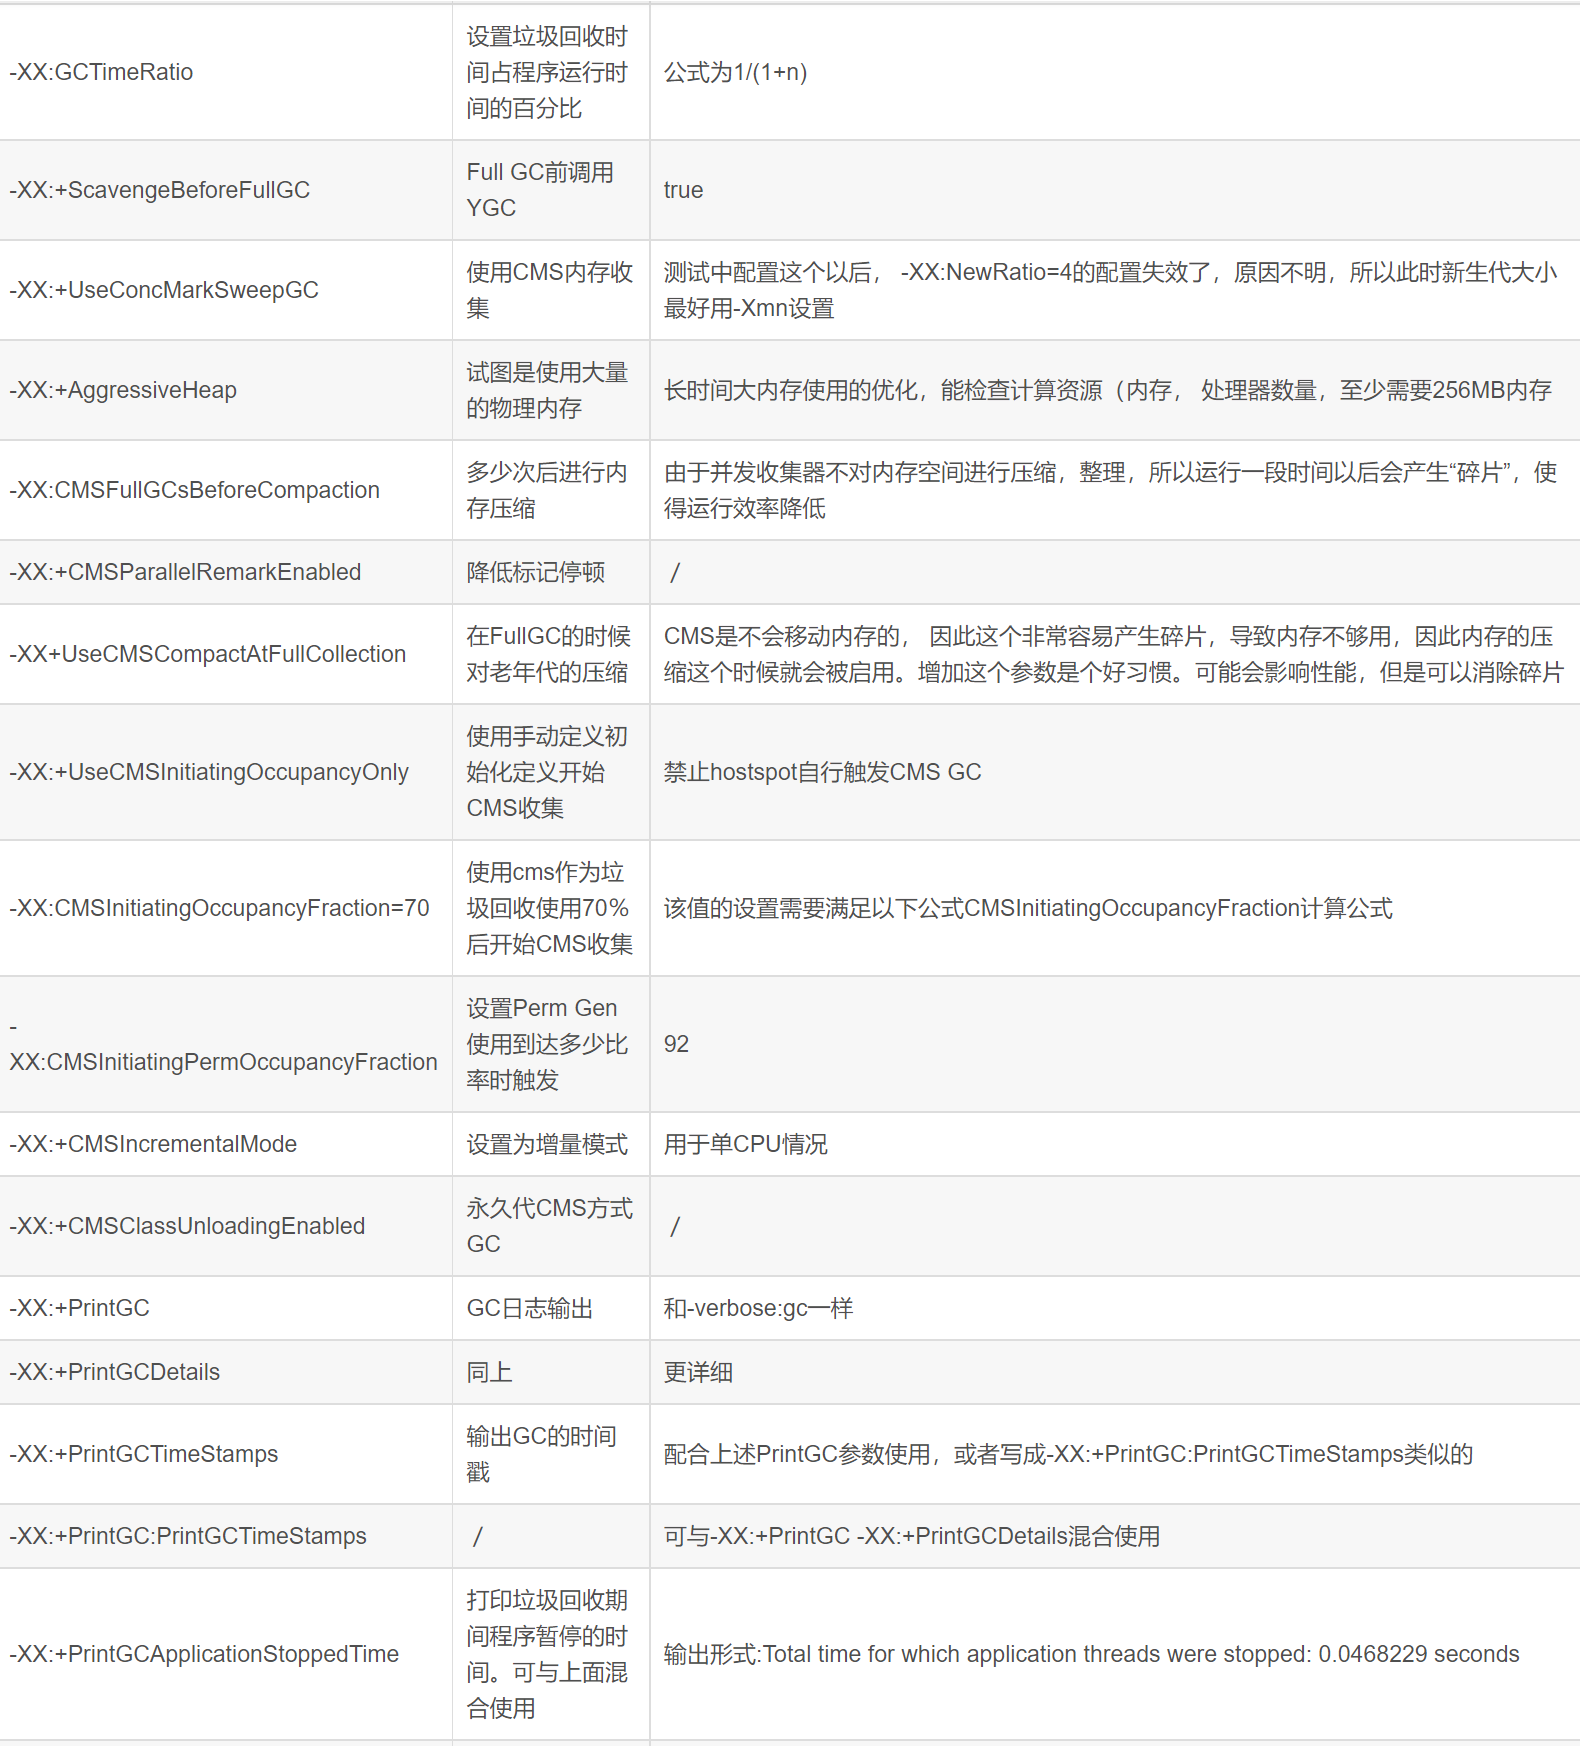 -XX:GCTimeRatio
设置垃圾回收时
间占程序运行时
间的百分比
公式为1/(1+n)
-XX:+ScavengeBeforeFullGC
Full GC前调用
YGC
true
-XX:+UseConcMarkSweepGC
使用CMS内存收
集
测试中配置这个以后， -XX:NewRatio=4的配置失效了，原因不明，所以此时新生代大小
最好用-Xmn设置
-XX:+AggressiveHeap
试图是使用大量
的物理内存
长时间大内存使用的优化，能检查计算资源（内存， 处理器数量，至少需要256MB内存
-XX:CMSFullGCsBeforeCompaction
多少次后进行内
存压缩
由于并发收集器不对内存空间进行压缩，整理，所以运行一段时间以后会产生“碎片”，使
得运行效率降低
-XX:+CMSParallelRemarkEnabled
降低标记停顿
/
-XX+UseCMSCompactAtFullCollection
在FullGC的时候
对老年代的压缩
CMS是不会移动内存的， 因此这个非常容易产生碎片，导致内存不够用，因此内存的压
缩这个时候就会被启用。增加这个参数是个好习惯。可能会影响性能，但是可以消除碎片
-XX:+UseCMSInitiatingOccupancyOnly
使用手动定义初
始化定义开始
CMS收集
禁止hostspot自行触发CMS GC
-XX:CMSInitiatingOccupancyFraction=70
使用cms作为垃
圾回收使用70％
后开始CMS收集
该值的设置需要满足以下公式CMSInitiatingOccupancyFraction计算公式
-
XX:CMSInitiatingPermOccupancyFraction
设置Perm Gen
使用到达多少比
率时触发
92
-XX:+CMSIncrementalMode
设置为增量模式
用于单CPU情况
-XX:+CMSClassUnloadingEnabled
永久代CMS方式
GC
/
-XX:+PrintGC
GC日志输出
和-verbose:gc一样
-XX:+PrintGCDetails
同上
更详细
-XX:+PrintGCTimeStamps
输出GC的时间
戳
配合上述PrintGC参数使用，或者写成-XX:+PrintGC:PrintGCTimeStamps类似的
-XX:+PrintGC:PrintGCTimeStamps
/
可与-XX:+PrintGC -XX:+PrintGCDetails混合使用
-XX:+PrintGCApplicationStoppedTime
打印垃圾回收期
间程序暂停的时
间。可与上面混
合使用
输出形式:Total time for which application threads were stopped: 0.0468229 seconds